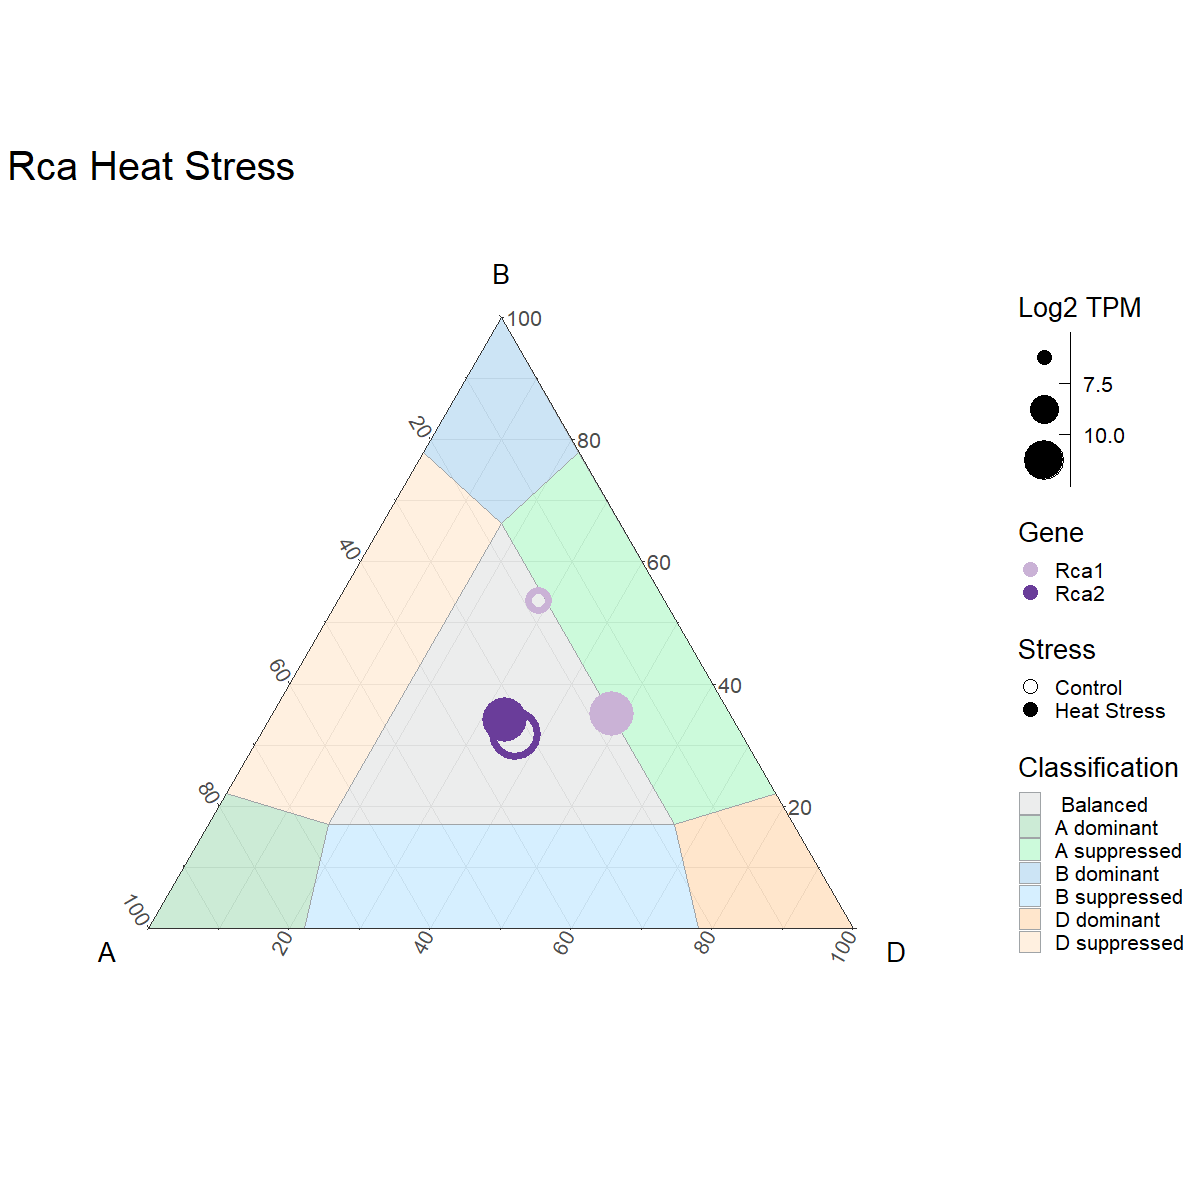 Rca Heat Stress
B
100
20
80
40
60
60
40
80
20
100
A
20
40
60
80
100
D
Log2 TPM
7.5
10.0
Gene
Rca1
Rca2
Stress
Control
Heat Stress
Classification
Balanced
A dominant
A suppressed
B dominant
B suppressed
D dominant
D suppressed